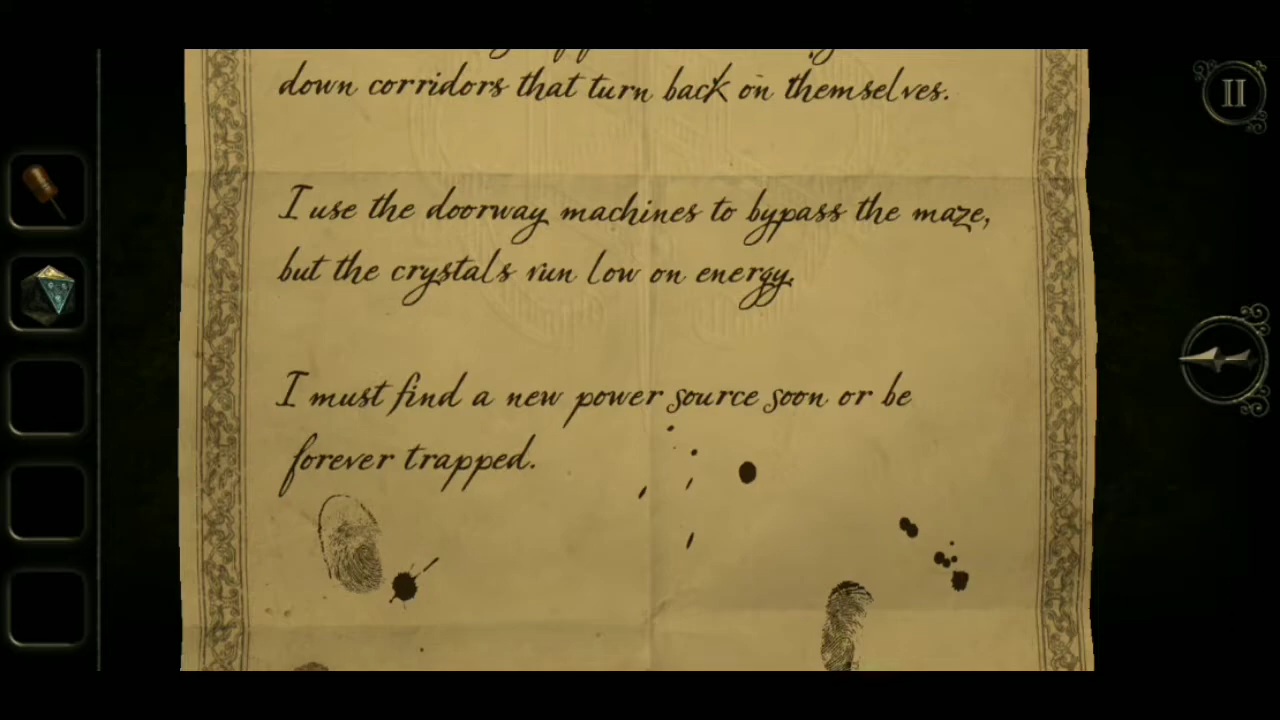 down corridors that turn back on themselves.
I use the doorway machines to bypass the maze,
but the crystals run low on energy.
I must find a new power source soon or be
forever trapped.